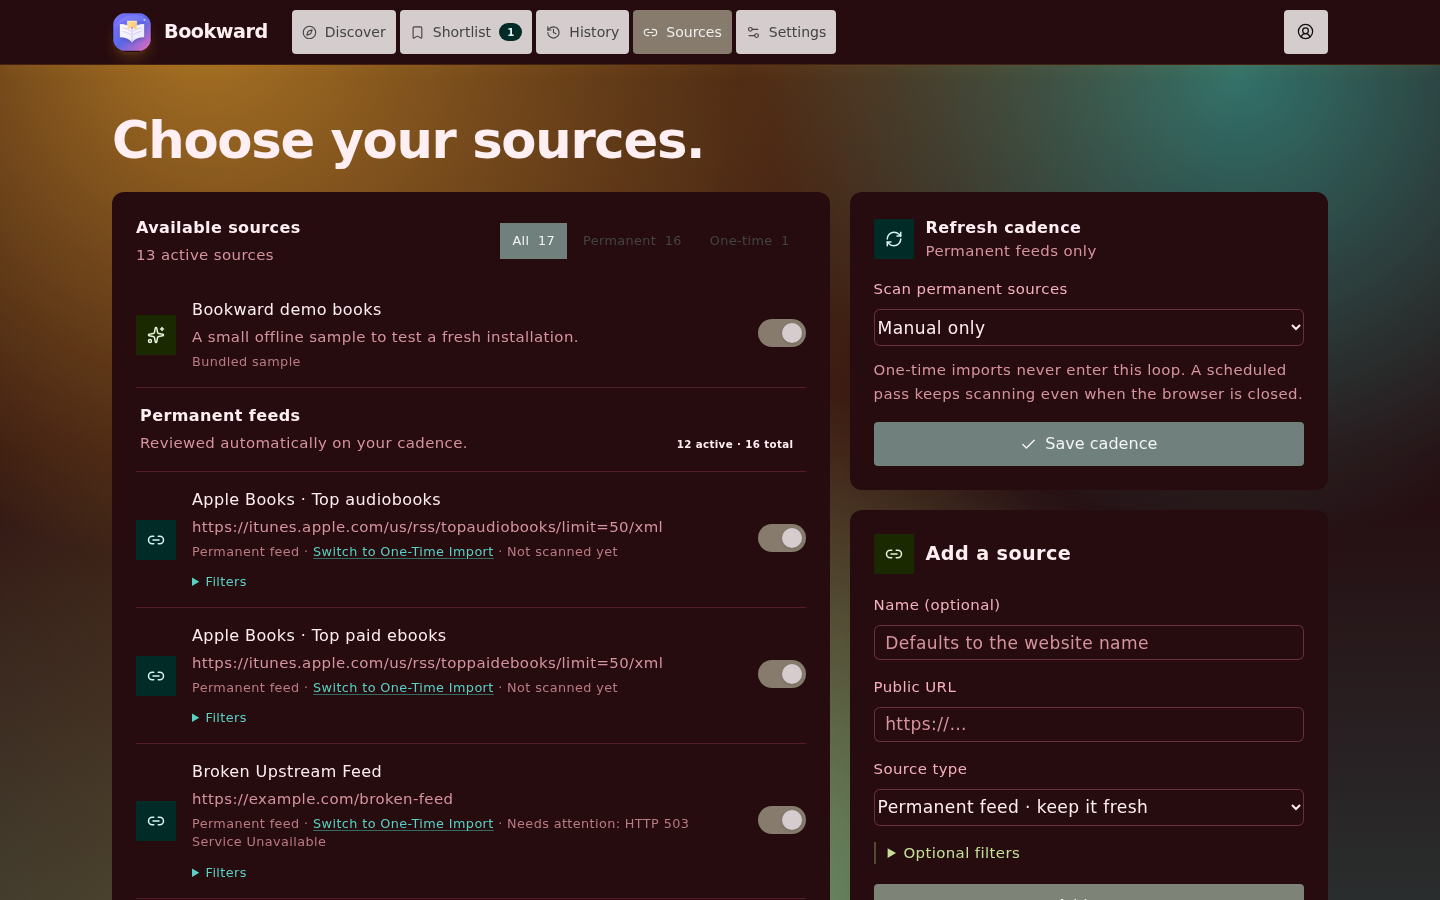 Bookward
Discover
Shortlist 1
History
Sources
Settings
Choose your sources.
Available sources
13 active sources
All 17
Permanent 16
One-time 1
Bookward demo books
A small offline sample to test a fresh installation.
Bundled sample
Permanent feeds
Reviewed automatically on your cadence.
12 active · 16 total
Apple Books · Top audiobooks
https://itunes.apple.com/us/rss/topaudiobooks/limit=50/xml
Permanent feed · Switch to One-Time Import · Not scanned yet
Filters
Apple Books · Top paid ebooks
https://itunes.apple.com/us/rss/toppaidebooks/limit=50/xml
Permanent feed · Switch to One-Time Import · Not scanned yet
Filters
Broken Upstream Feed
https://example.com/broken-feed
Permanent feed · Switch to One-Time Import · Needs attention: HTTP 503
Service Unavailable
Filters
Refresh cadence
Permanent feeds only
Scan permanent sources
Manual only
One-time imports never enter this loop. A scheduled
pass keeps scanning even when the browser is closed.
Save cadence
Add a source
Name (optional)
Defaults to the website name
Public URL
https://...
Source type
Permanent feed · keep it fresh
Optional filters